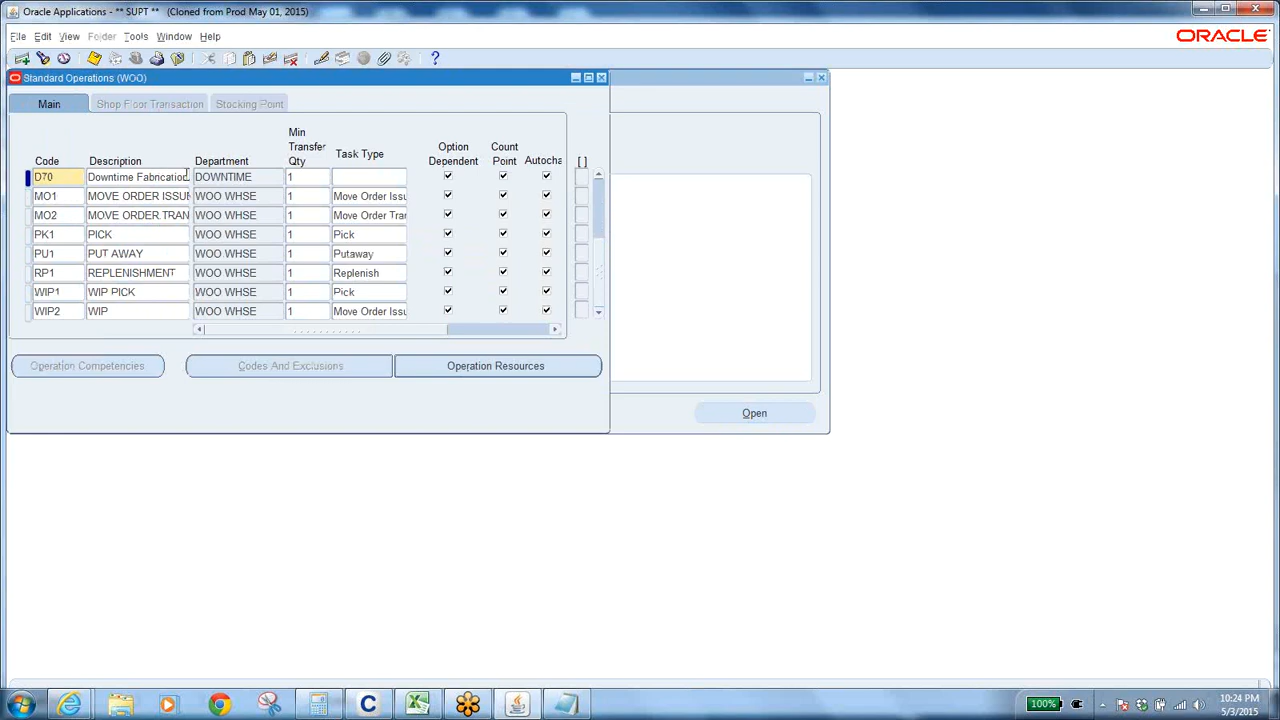 Oracle Applications - ** SUPT ** (Cloned from Prod May 01, 2015)
File Edit View Folder Tools Window Help
ORACLE
Standard Operations (WOO)
Main Shop Floor Transaction Stocking Point
Code Description Department Min Transfer Qty Task Type Option Dependent Count Point Autocha [ ]
D70 Downtime Fabrication DOWNTIME 1
MO1 MOVE ORDER ISSUE WOO WHSE 1 Move Order Issu
MO2 MOVE ORDER TRAN WOO WHSE 1 Move Order Tra
PK1 PICK WOO WHSE 1 Pick
PU1 PUT AWAY WOO WHSE 1 Putaway
RP1 REPLENISHMENT WOO WHSE 1 Replenish
WIP1 WIP PICK WOO WHSE 1 Pick
WIP2 WIP WOO WHSE 1 Move Order Issu
Operation Competencies Codes And Exclusions Operation Resources
Open
100%
10:24 PM
5/3/2015